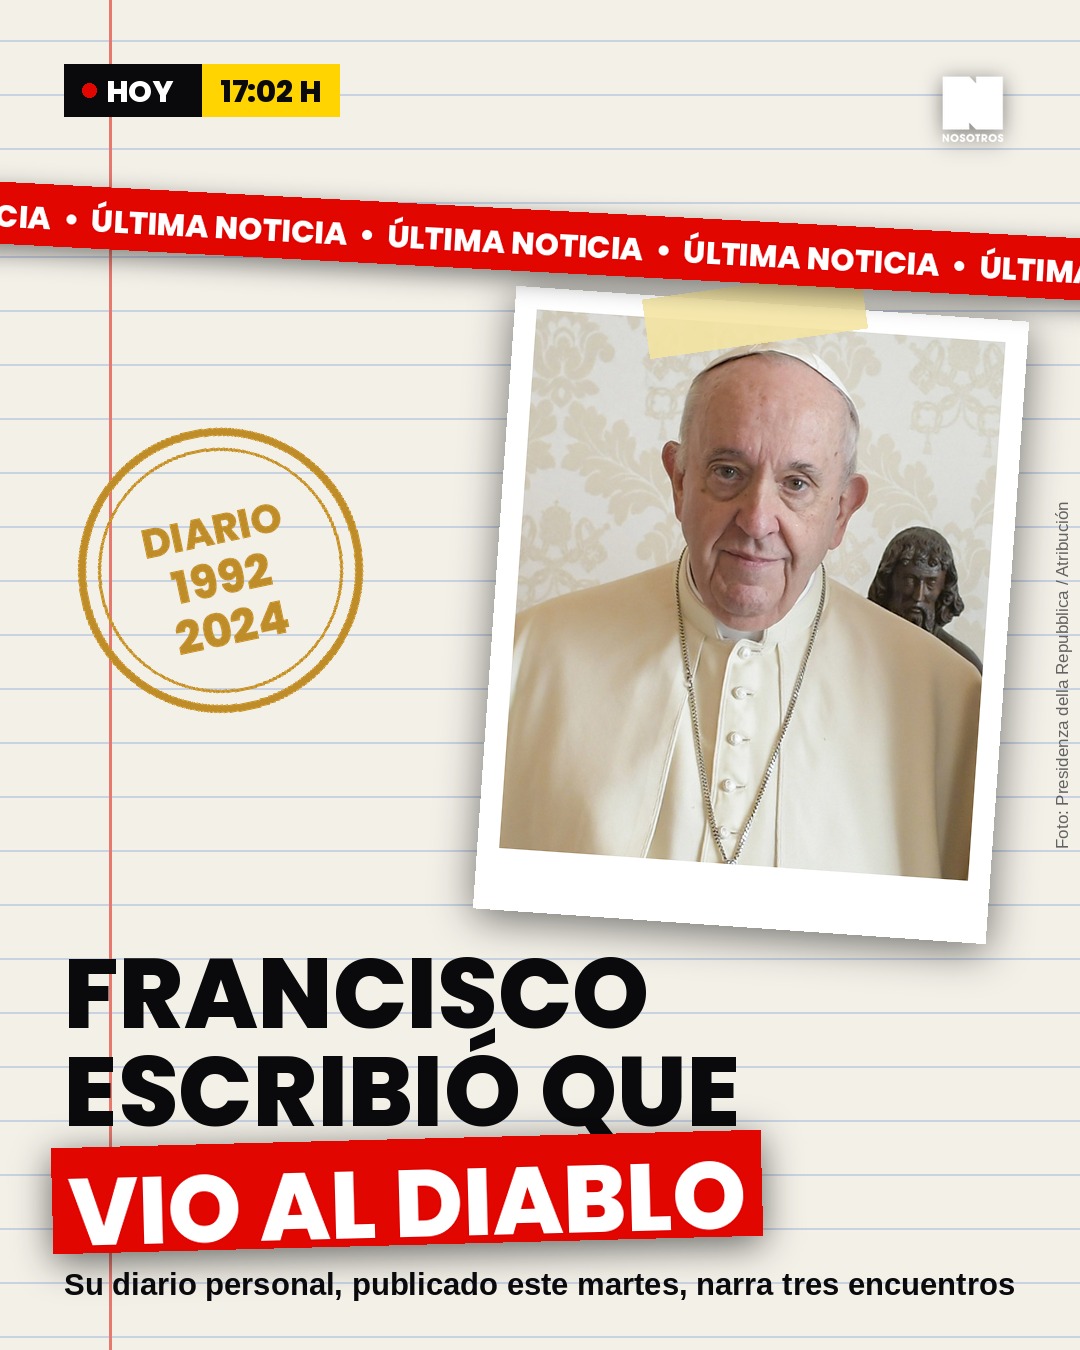 HOY 17:02 H
NOSOTROS
CIA • ÚLTIMA NOTICIA • ÚLTIMA NOTICIA • ÚLTIMA NOTICIA • ÚLTIMA
DIARIO
1992
2024
Foto: Presidenza della Repubblica / Atribución
FRANCISCO
ESCRIBIÓ QUE
VIO AL DIABLO
Su diario personal, publicado este martes, narra tres encuentros